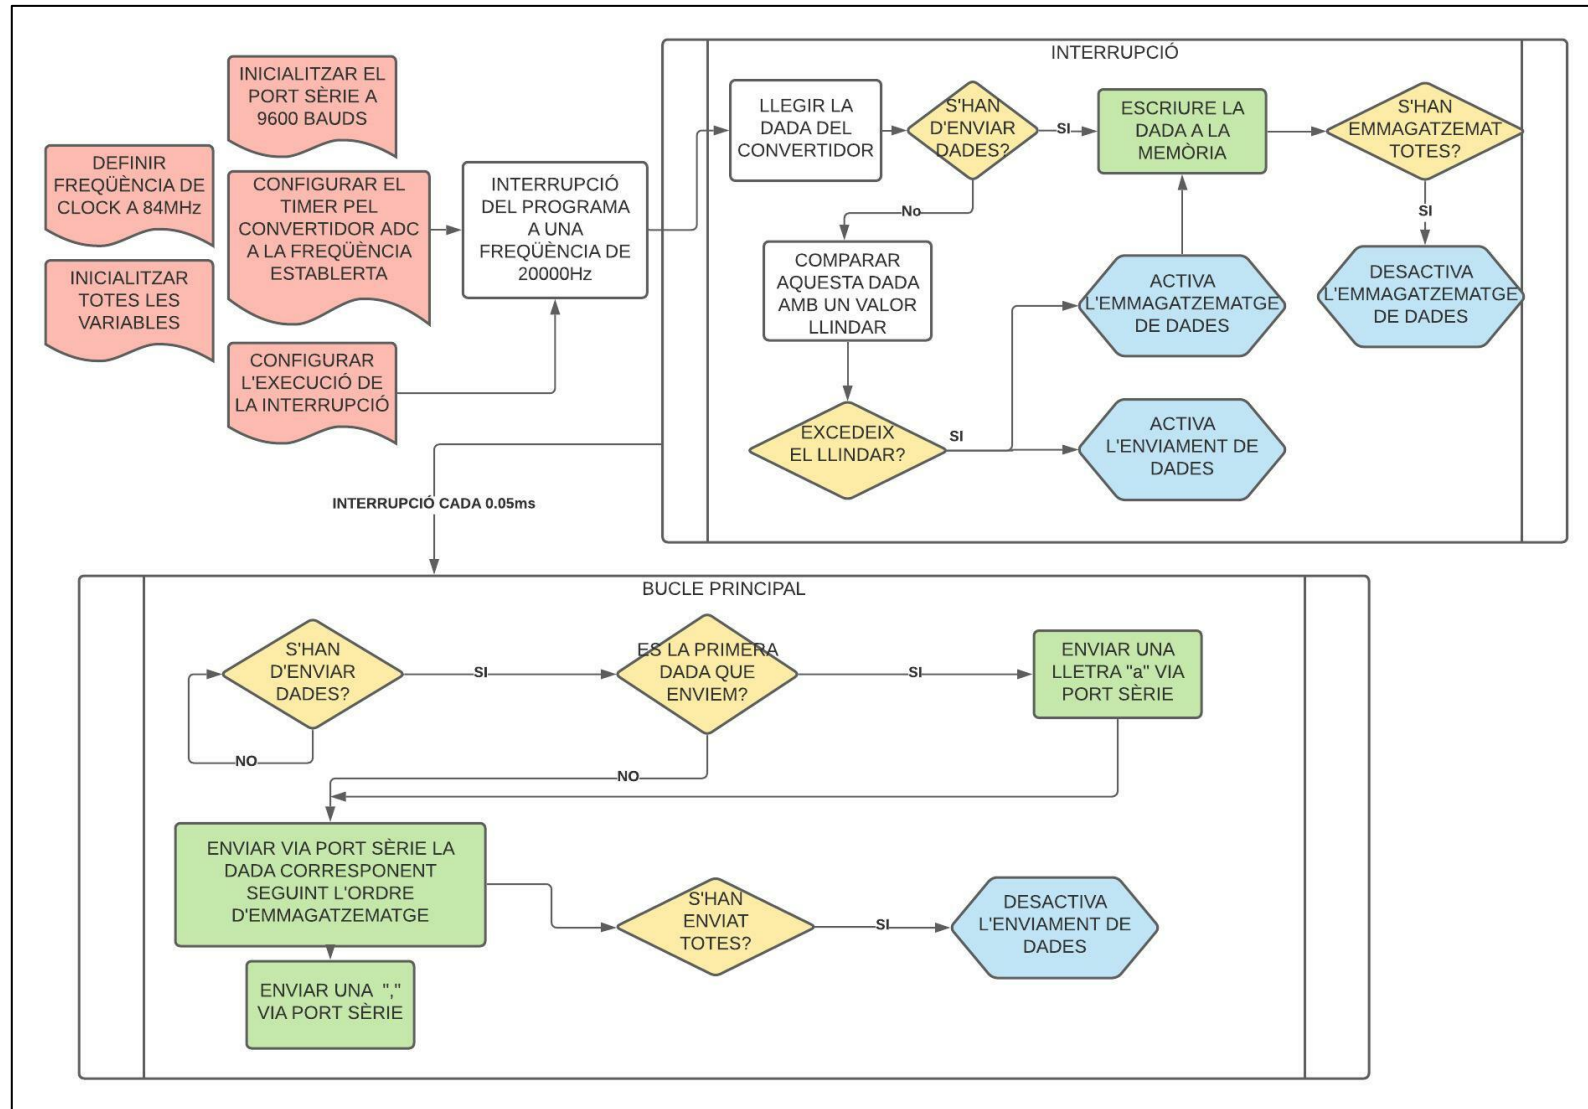 INICIALITZAR EL
PORT SÈRIE A
9600 BAUDS
DEFINIR
FREQÜÈNCIA DE
CLOCK A 84MHz
CONFIGURAR EL
TIMER PEL
CONVERTIDOR ADC
A LA FREQÜÈNCIA
ESTABLERTA
INICIALITZAR
TOTES LES
VARIABLES
CONFIGURAR
L'EXECUCIÓ DE
LA INTERRUPCIÓ
INTERRUPCIÓ
DEL PROGRAMA
A UNA
FREQÜÈNCIA DE
20000Hz
INTERRUPCIÓ
LLEGIR LA
DADA DEL
CONVERTIDOR
S'HAN
D'ENVIAR
DADES?
SI
ESCRIURE LA
DADA A LA
MEMÒRIA
S'HAN
EMMAGATZEMAT
TOTES?
No
SI
COMPARAR
AQUESTA DADA
AMB UN VALOR
LLINDAR
ACTIVA
L'EMMAGATZEMATGE
DE DADES
DESACTIVA
L'EMMAGATZEMATGE
DE DADES
EXCEDEIX
EL LLINDAR?
SI
ACTIVA
L'ENVIAMENT DE
DADES
INTERRUPCIÓ CADA 0.05ms
BUCLE PRINCIPAL
S'HAN
D'ENVIAR
DADES?
SI
NO
ES LA PRIMERA
DADA QUE
ENVIEM?
SI
NO
ENVIAR UNA
LLETRA "a" VIA
PORT SÈRIE
ENVIAR VIA PORT SÈRIE LA
DADA CORRESPONENT
SEGUINT L'ORDRE
D'EMMAGATZEMATGE
S'HAN
ENVIAT
TOTES?
SI
DESACTIVA
L'ENVIAMENT DE
DADES
ENVIAR UNA ","
VIA PORT SÈRIE